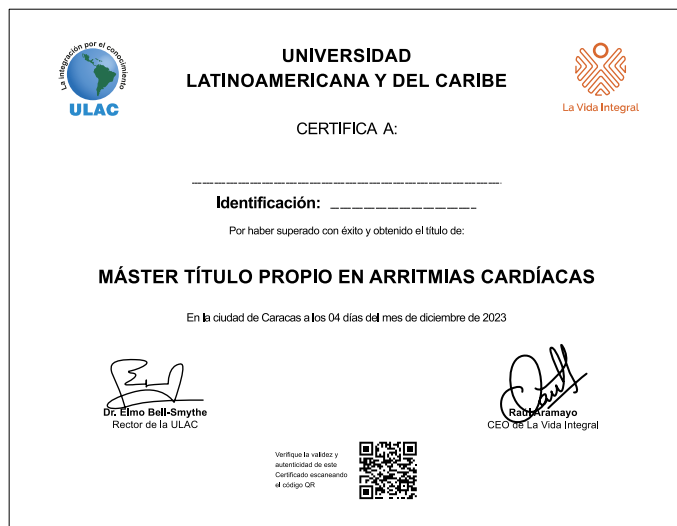 La integración por el conocimiento
ULAC
UNIVERSIDAD
LATINOAMERICANA Y DEL CARIBE
La Vida Integral
CERTIFICA A:
Identificación:
Por haber superado con éxito y obtenido el título de:
MÁSTER TÍTULO PROPIO EN ARRITMIAS CARDÍACAS
En la ciudad de Caracas a los 04 días del mes de diciembre de 2023
Dr. Elmo Bell-Smythe
Rector de la ULAC
Raúl Aramayo
CEO de La Vida Integral
Verifique la validez y
autenticidad de este
Certificado escaneando
el código QR